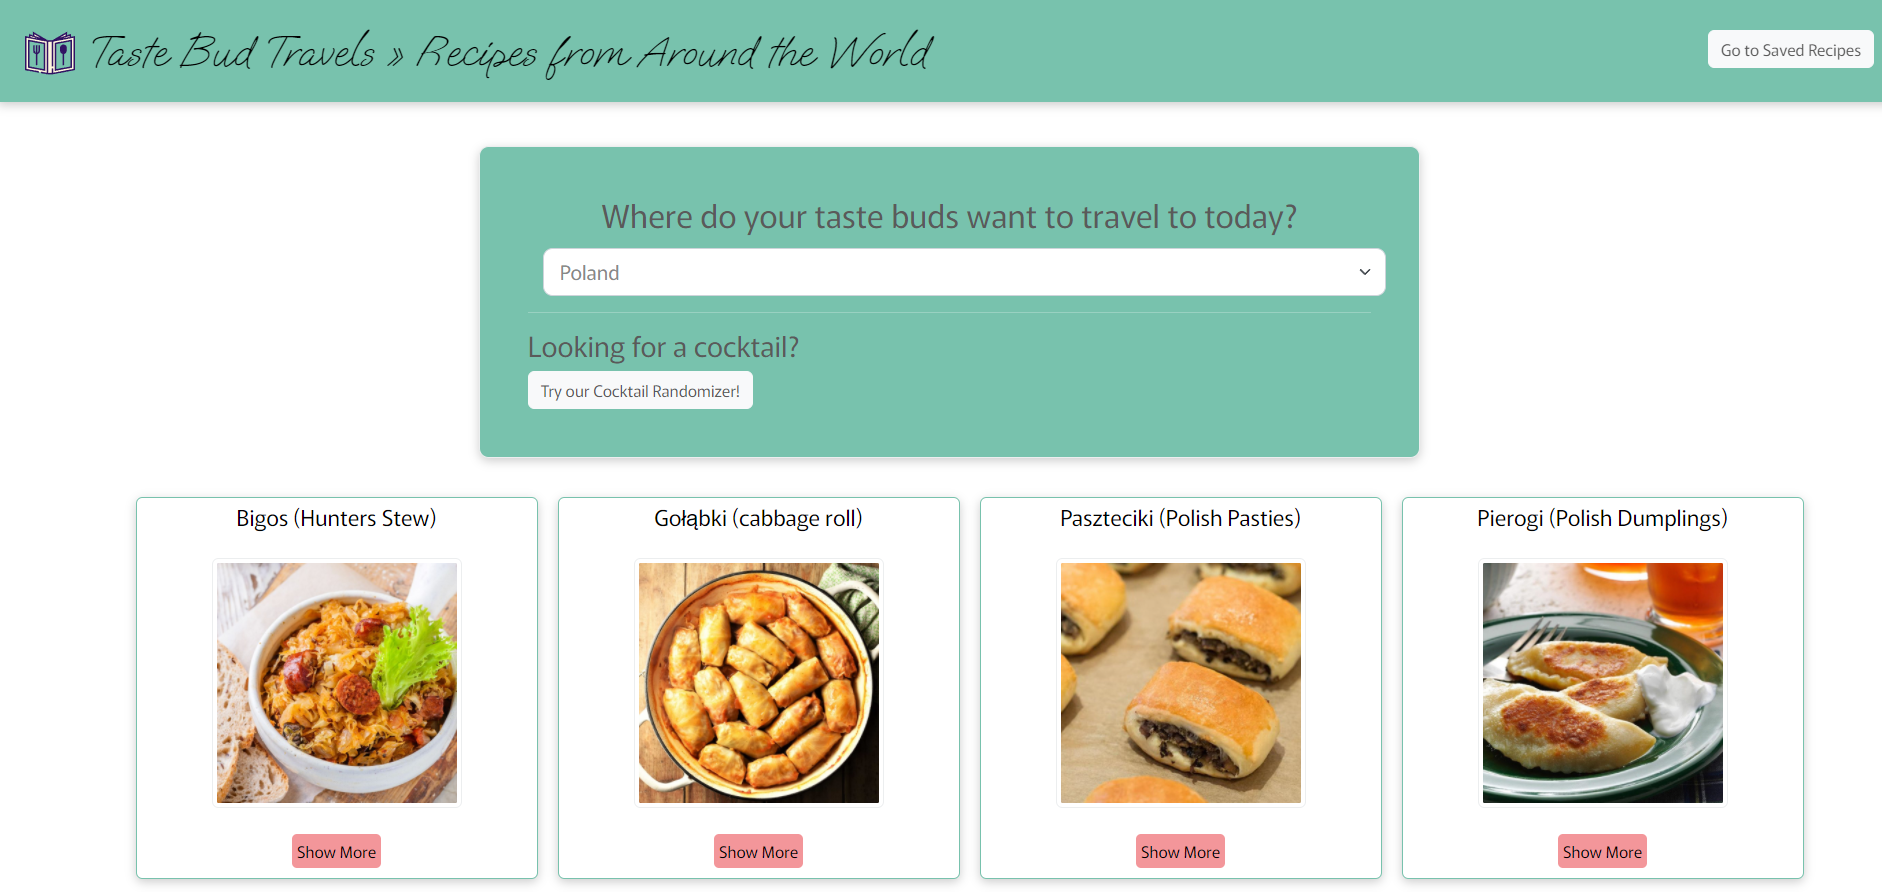 Taste Bud Travels » Recipes from Around the World
Go to Saved Recipes
Where do your taste buds want to travel to today?
Poland
Looking for a cocktail?
Try our Cocktail Randomizer!
Bigos (Hunters Stew)
Gołąbki (cabbage roll)
Paszteciki (Polish Pasties)
Pierogi (Polish Dumplings)
Show More
Show More
Show More
Show More